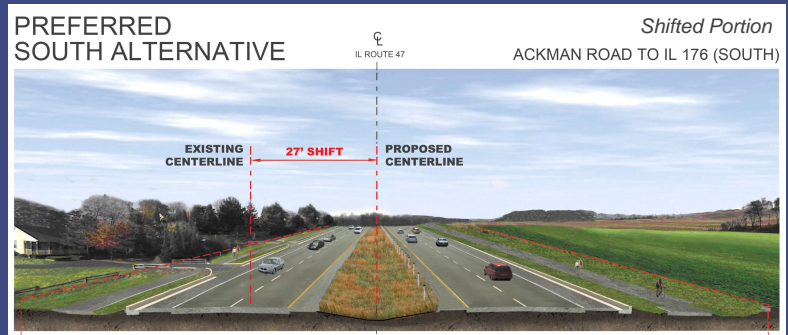 PREFERRED
SOUTH ALTERNATIVE
℄
IL ROUTE 47
Shifted Portion
ACKMAN ROAD TO IL 176 (SOUTH)
EXISTING
CENTERLINE
27' SHIFT
PROPOSED
CENTERLINE